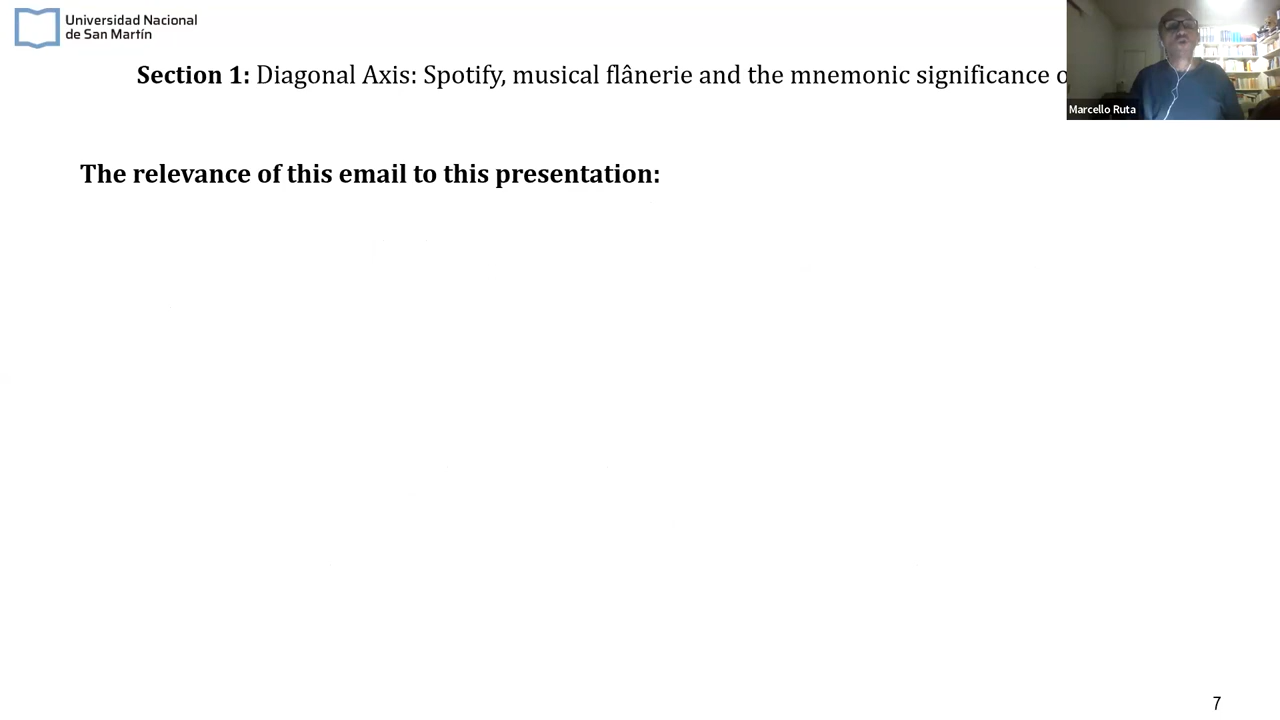 Universidad Nacional
de San Martín
Section 1: Diagonal Axis: Spotify, musical flânerie and the mnemonic significance
Marcello Ruta
The relevance of this email to this presentation:
7